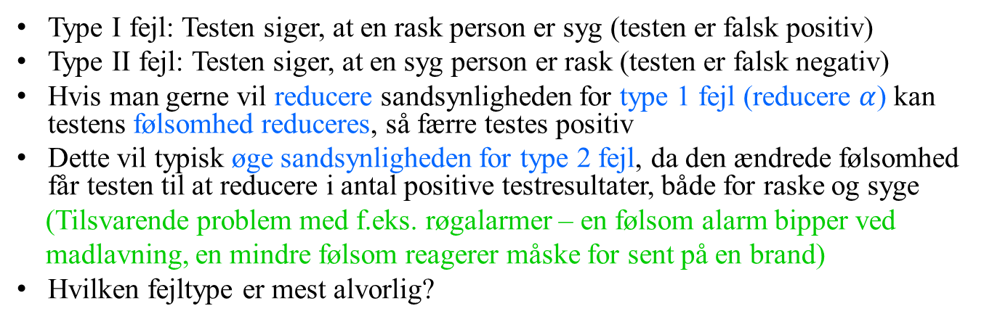 • Type I fejl: Testen siger, at en rask person er syg (testen er falsk positiv)
• Type II fejl: Testen siger, at en syg person er rask (testen er falsk negativ)
• Hvis man gerne vil reducere sandsynligheden for type 1 fejl (reducere α) kan
testens følsomhed reduceres, så færre testes positiv
• Dette vil typisk øge sandsynligheden for type 2 fejl, da den ændrede følsomhed
får testen til at reducere i antal positive testresultater, både for raske og syge
(Tilsvarende problem med f.eks. røgalarmer – en følsom alarm bipper ved
madlavning, en mindre følsom reagerer måske for sent på en brand)
• Hvilken fejltype er mest alvorlig?